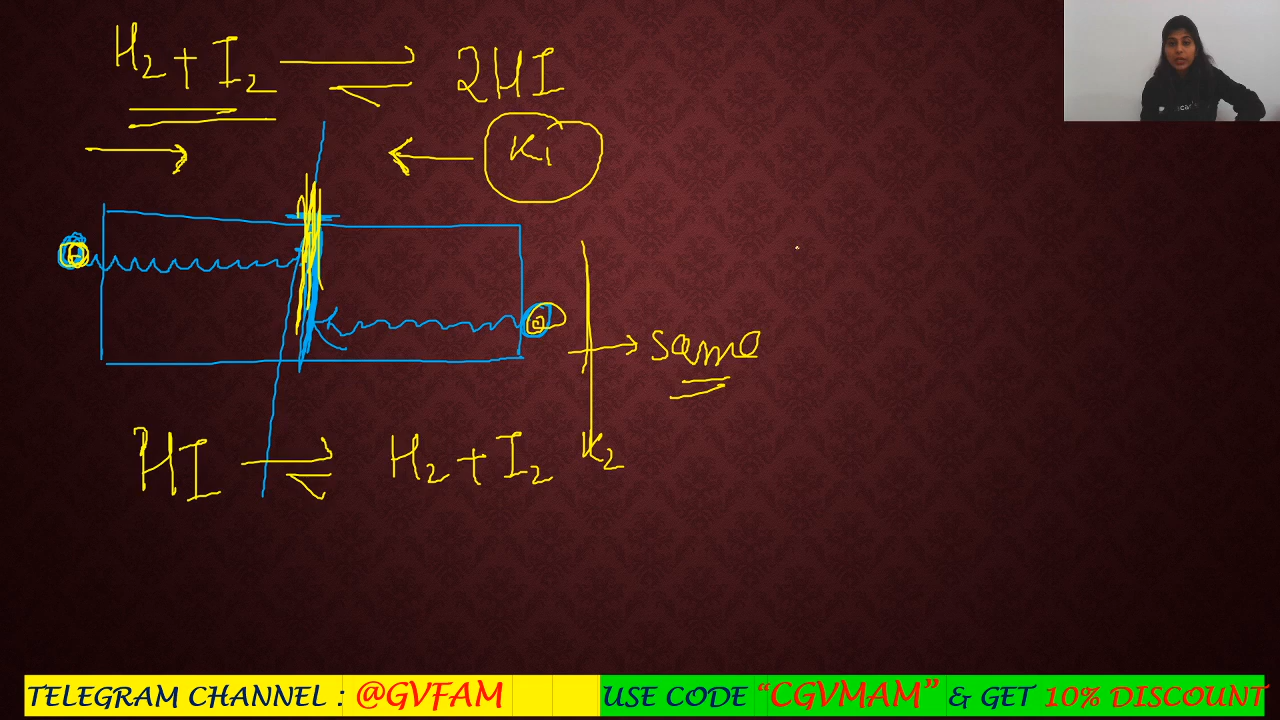 H₂ + I₂ ⇌ 2HI
→ ← K₁
→ same
HI ⇌ H₂ + I₂ K₂
TELEGRAM CHANNEL : @GVFAM USE CODE “CGVMAM” & GET 10% DISCOUNT